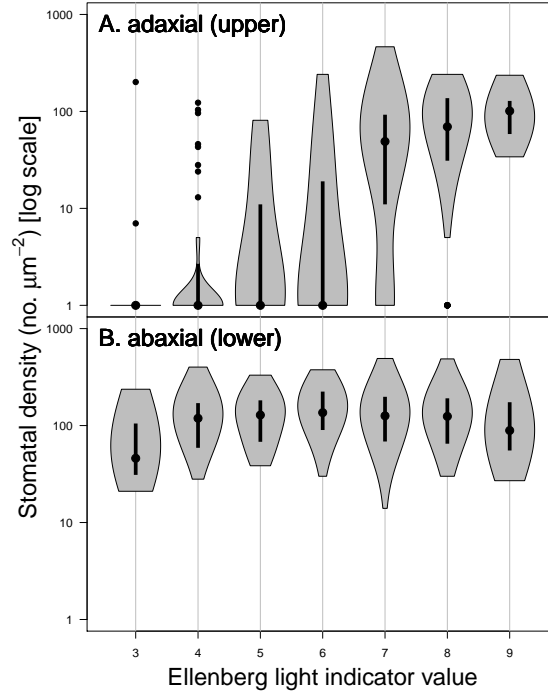 A. adaxial (upper)
1000
100
10
1
B. abaxial (lower)
1000
100
10
1
Stomatal density (no. μm⁻²) [log scale]
3 4 5 6 7 8 9
Ellenberg light indicator value